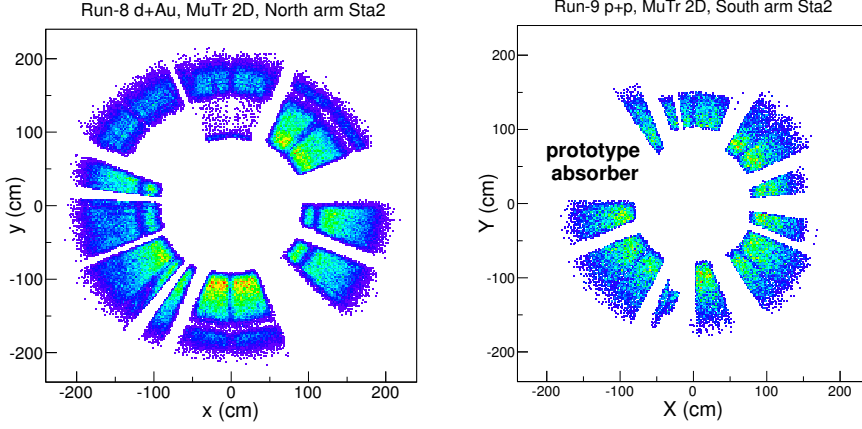 Run-8 d+Au, MuTr 2D, North arm Sta2
200
100
0
-100
-200
y (cm)
-200
-100
0
100
200
x (cm)
Run-9 p+p, MuTr 2D, South arm Sta2
200
100
0
-100
-200
Y (cm)
prototype
absorber
-200
-100
0
100
200
X (cm)